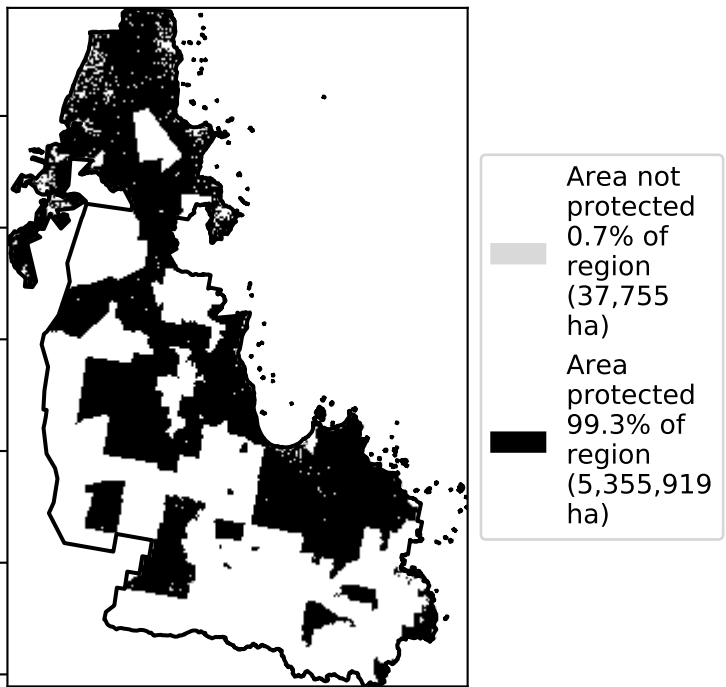 Area not
protected
0.7% of
region
(37,755
ha)
Area
protected
99.3% of
region
(5,355,919
ha)